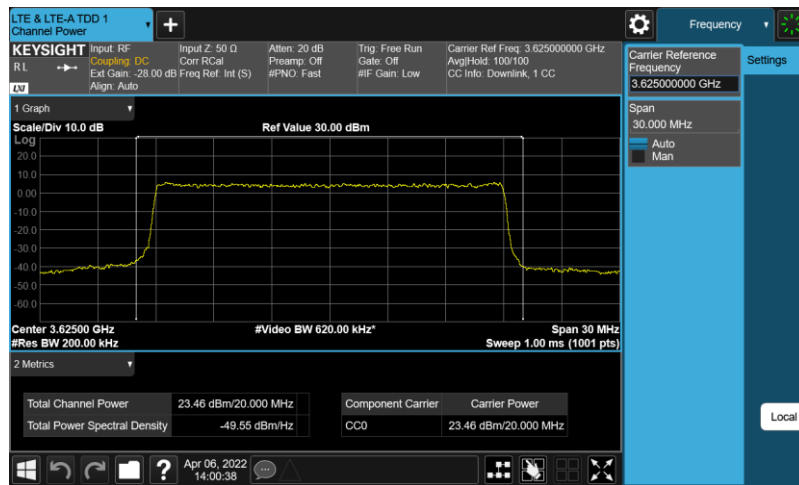 LTE & LTE-A TDD 1
Channel Power
Frequency
KEYSIGHT
RL
LXI
Input: RF
Coupling: DC
Ext Gain: -28.00 dB
Align: Auto
Input Z: 50 Ω
Corr RCal
Freq Ref: Int (S)
Atten: 20 dB
Preamp: Off
#PNO: Fast
Trig: Free Run
Gate: Off
#IF Gain: Low
Carrier Ref Freq: 3.625000000 GHz
Avg|Hold: 100/100
CC Info: Downlink, 1 CC
Carrier Reference
Frequency
3.625000000 GHz
Settings
Span
30.000 MHz
Auto
Man
1 Graph
Scale/Div 10.0 dB
Ref Value 30.00 dBm
Log
20.0
10.0
0.00
-10.0
-20.0
-30.0
-40.0
-50.0
-60.0
Center 3.62500 GHz
#Video BW 620.00 kHz*
Span 30 MHz
#Res BW 200.00 kHz
Sweep 1.00 ms (1001 pts)
2 Metrics
Total Channel Power
23.46 dBm/20.000 MHz
Total Power Spectral Density
-49.55 dBm/Hz
Component Carrier
Carrier Power
CC0
23.46 dBm/20.000 MHz
Local
?
Apr 06, 2022
14:00:38